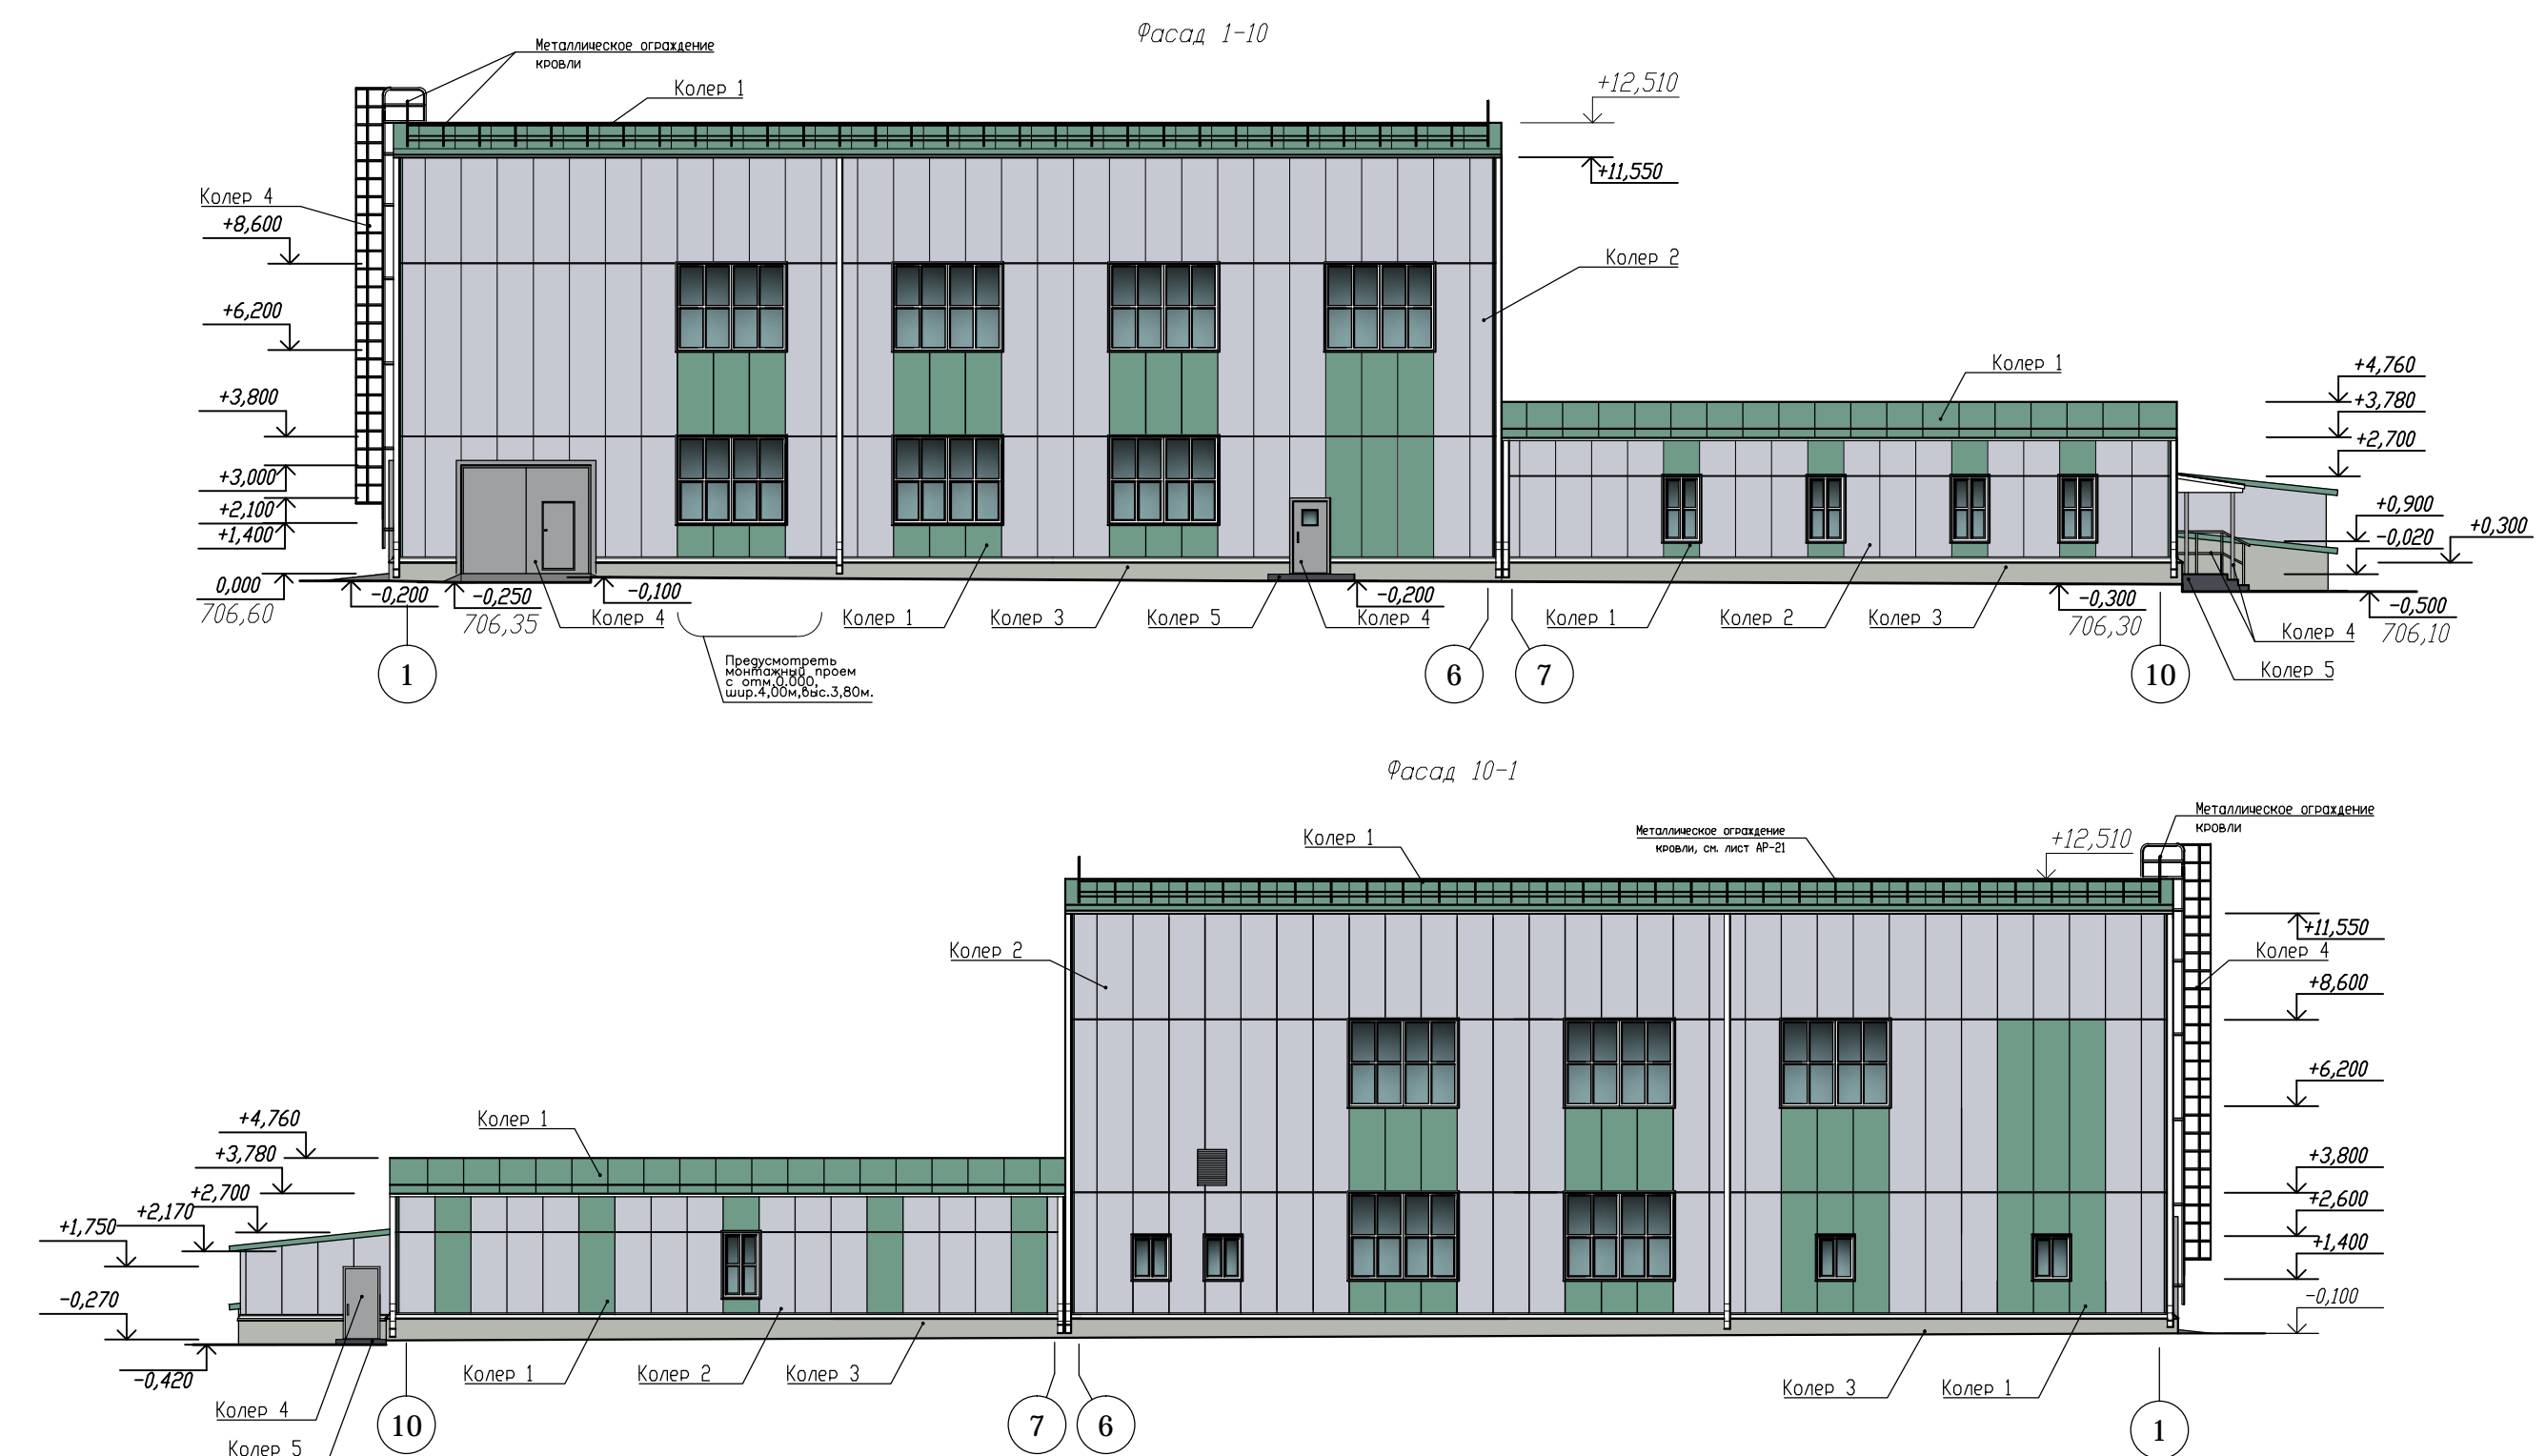 Фасад 1-10
Металлическое ограждение
кровли
Колер 1
+12,510
+11,550
Колер 4
+8,600
Колер 2
+6,200
Колер 1
+4,760
+3,800
+3,780
+2,700
+3,000
+2,100
+1,400
+0,900
+0,300
-0,020
0,000
706,60
-0,200
-0,250
706,35
-0,100
-0,200
-0,300
706,30
-0,500
706,10
Колер 4
Колер 1
Колер 3
Колер 5
Колер 4
Колер 1
Колер 2
Колер 3
Колер 4
Колер 5
Предусмотреть
монтажный проем
с отм.0.000,
шир.4,00м,выс.3,80м.
1
6
7
10
Фасад 10-1
Металлическое ограждение
кровли
Колер 1
Металлическое ограждение
кровли, см. лист АР-21
+12,510
+11,550
Колер 4
Колер 2
+8,600
+6,200
+4,760
Колер 1
+3,780
+3,800
+2,700
+2,170
+1,750
+2,600
+1,400
-0,270
-0,100
-0,420
Колер 1
Колер 2
Колер 3
Колер 3
Колер 1
Колер 4
Колер 5
10
7
6
1